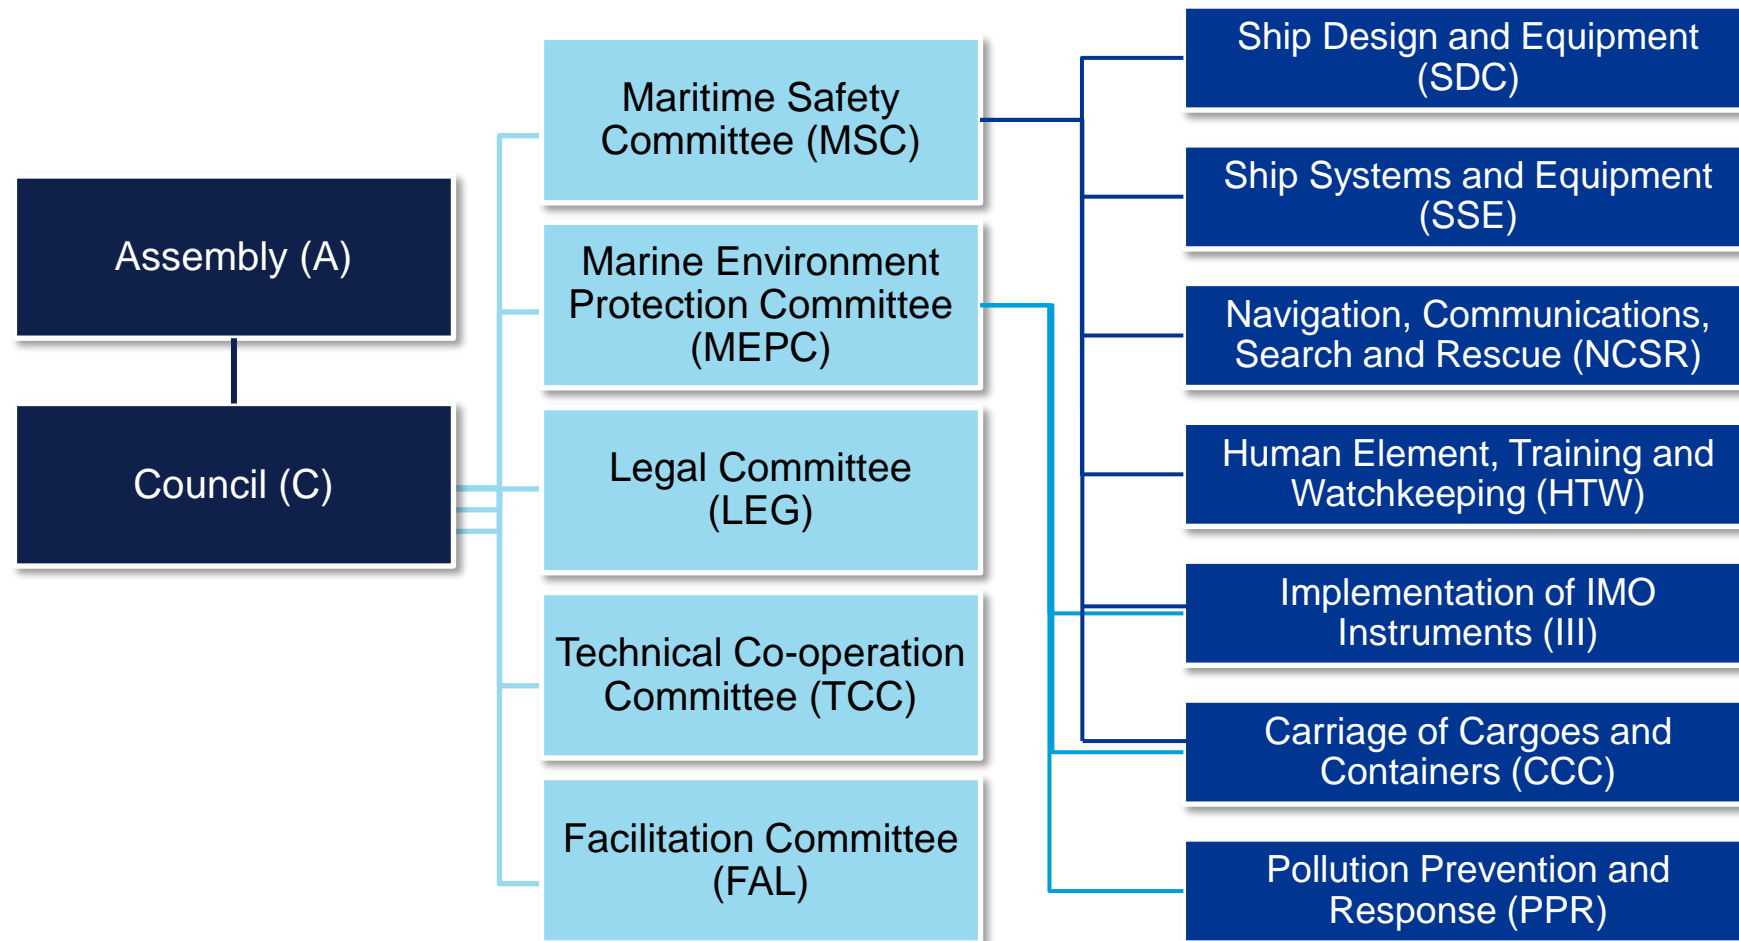 Assembly (A)
Council (C)
Maritime Safety
Committee (MSC)
Marine Environment
Protection Committee
(MEPC)
Legal Committee
(LEG)
Technical Co-operation
Committee (TCC)
Facilitation Committee
(FAL)
Ship Design and Equipment
(SDC)
Ship Systems and Equipment
(SSE)
Navigation, Communications,
Search and Rescue (NCSR)
Human Element, Training and
Watchkeeping (HTW)
Implementation of IMO
Instruments (III)
Carriage of Cargoes and
Containers (CCC)
Pollution Prevention and
Response (PPR)